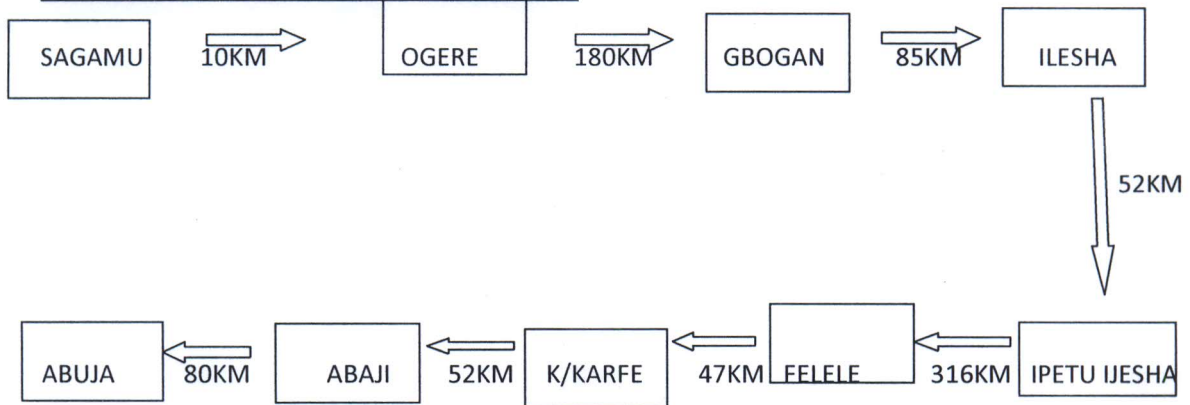 SAGAMU 10KM OGERE 180KM GBOGAN 85KM ILESHA
52KM
ABUJA 80KM ABAJI 52KM K/KARFE 47KM FELELE 316KM IPETU IJESHA